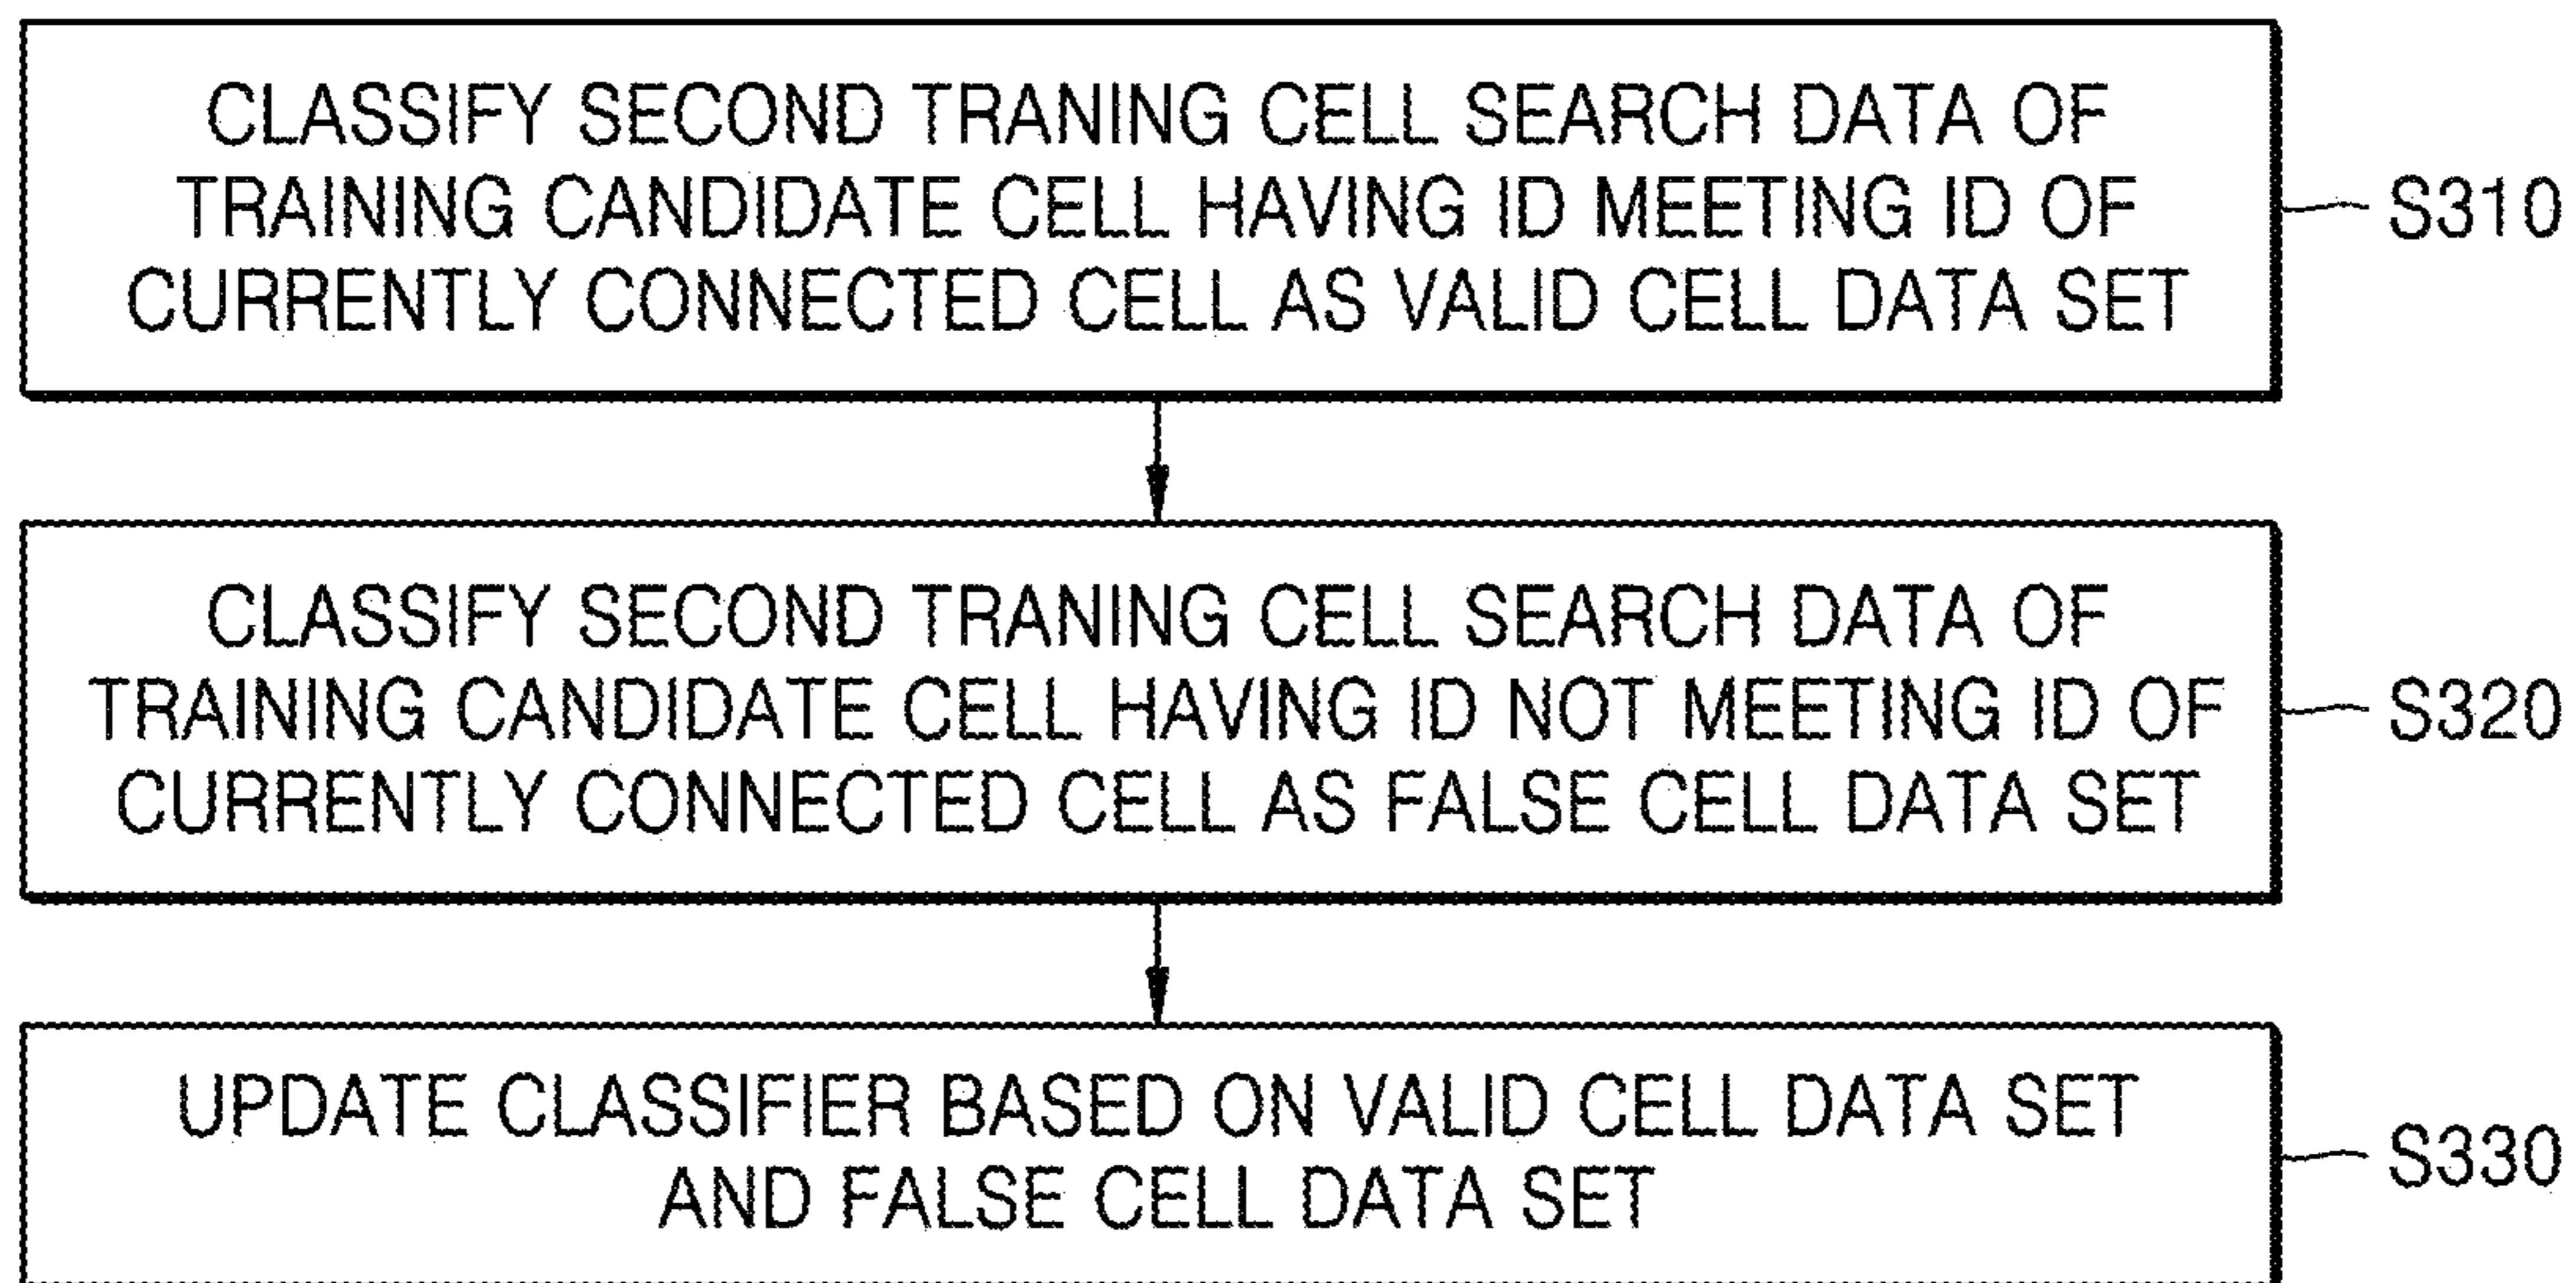 CLASSIFY SECOND TRANING CELL SEARCH DATA OF
TRAINING CANDIDATE CELL HAVING ID MEETING ID OF
CURRENTLY CONNECTED CELL AS VALID CELL DATA SET
S310
CLASSIFY SECOND TRANING CELL SEARCH DATA OF
TRAINING CANDIDATE CELL HAVING ID NOT MEETING ID OF
CURRENTLY CONNECTED CELL AS FALSE CELL DATA SET
S320
UPDATE CLASSIFIER BASED ON VALID CELL DATA SET
AND FALSE CELL DATA SET
S330